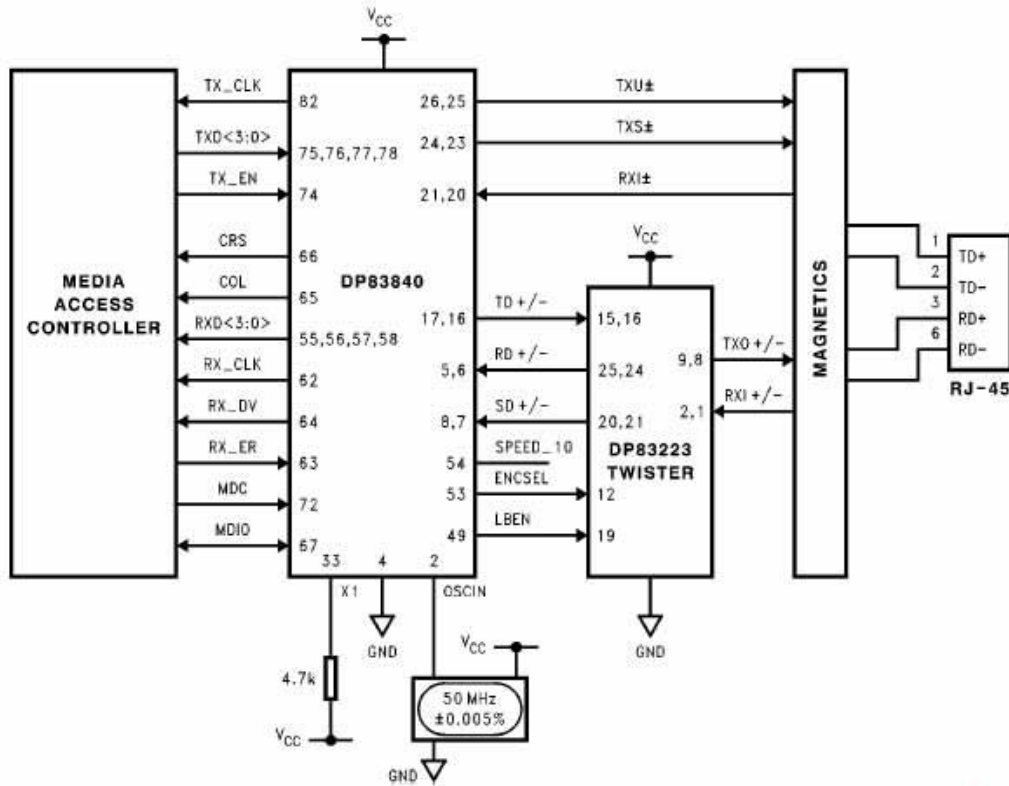 VCC
TX_CLK
82
26,25
TXU±
TXD<3:0>
75,76,77,78
24,23
TXS±
TX_EN
74
21,20
RXI±
CRS
66
COL
65
RXD<3:0>
55,56,57,58
RX_CLK
62
RX_DV
64
RX_ER
63
MDC
72
MDIO
67
MEDIA
ACCESS
CONTROLLER
DP83840
17,16
TD +/-
15,16
5,6
RD +/-
25,24
8,7
SD +/-
20,21
54
SPEED_10
53
ENCSEL
12
49
LBEN
19
VCC
DP83223
TWISTER
9,8
TXO +/-
2,1
RXI +/-
GND
MAGNETICS
1
TD+
2
TD-
3
RD+
6
RD-
RJ-45
33
4
2
X1
OSCIN
GND
4.7k
VCC
VCC
50 MHz
±0.005%
GND